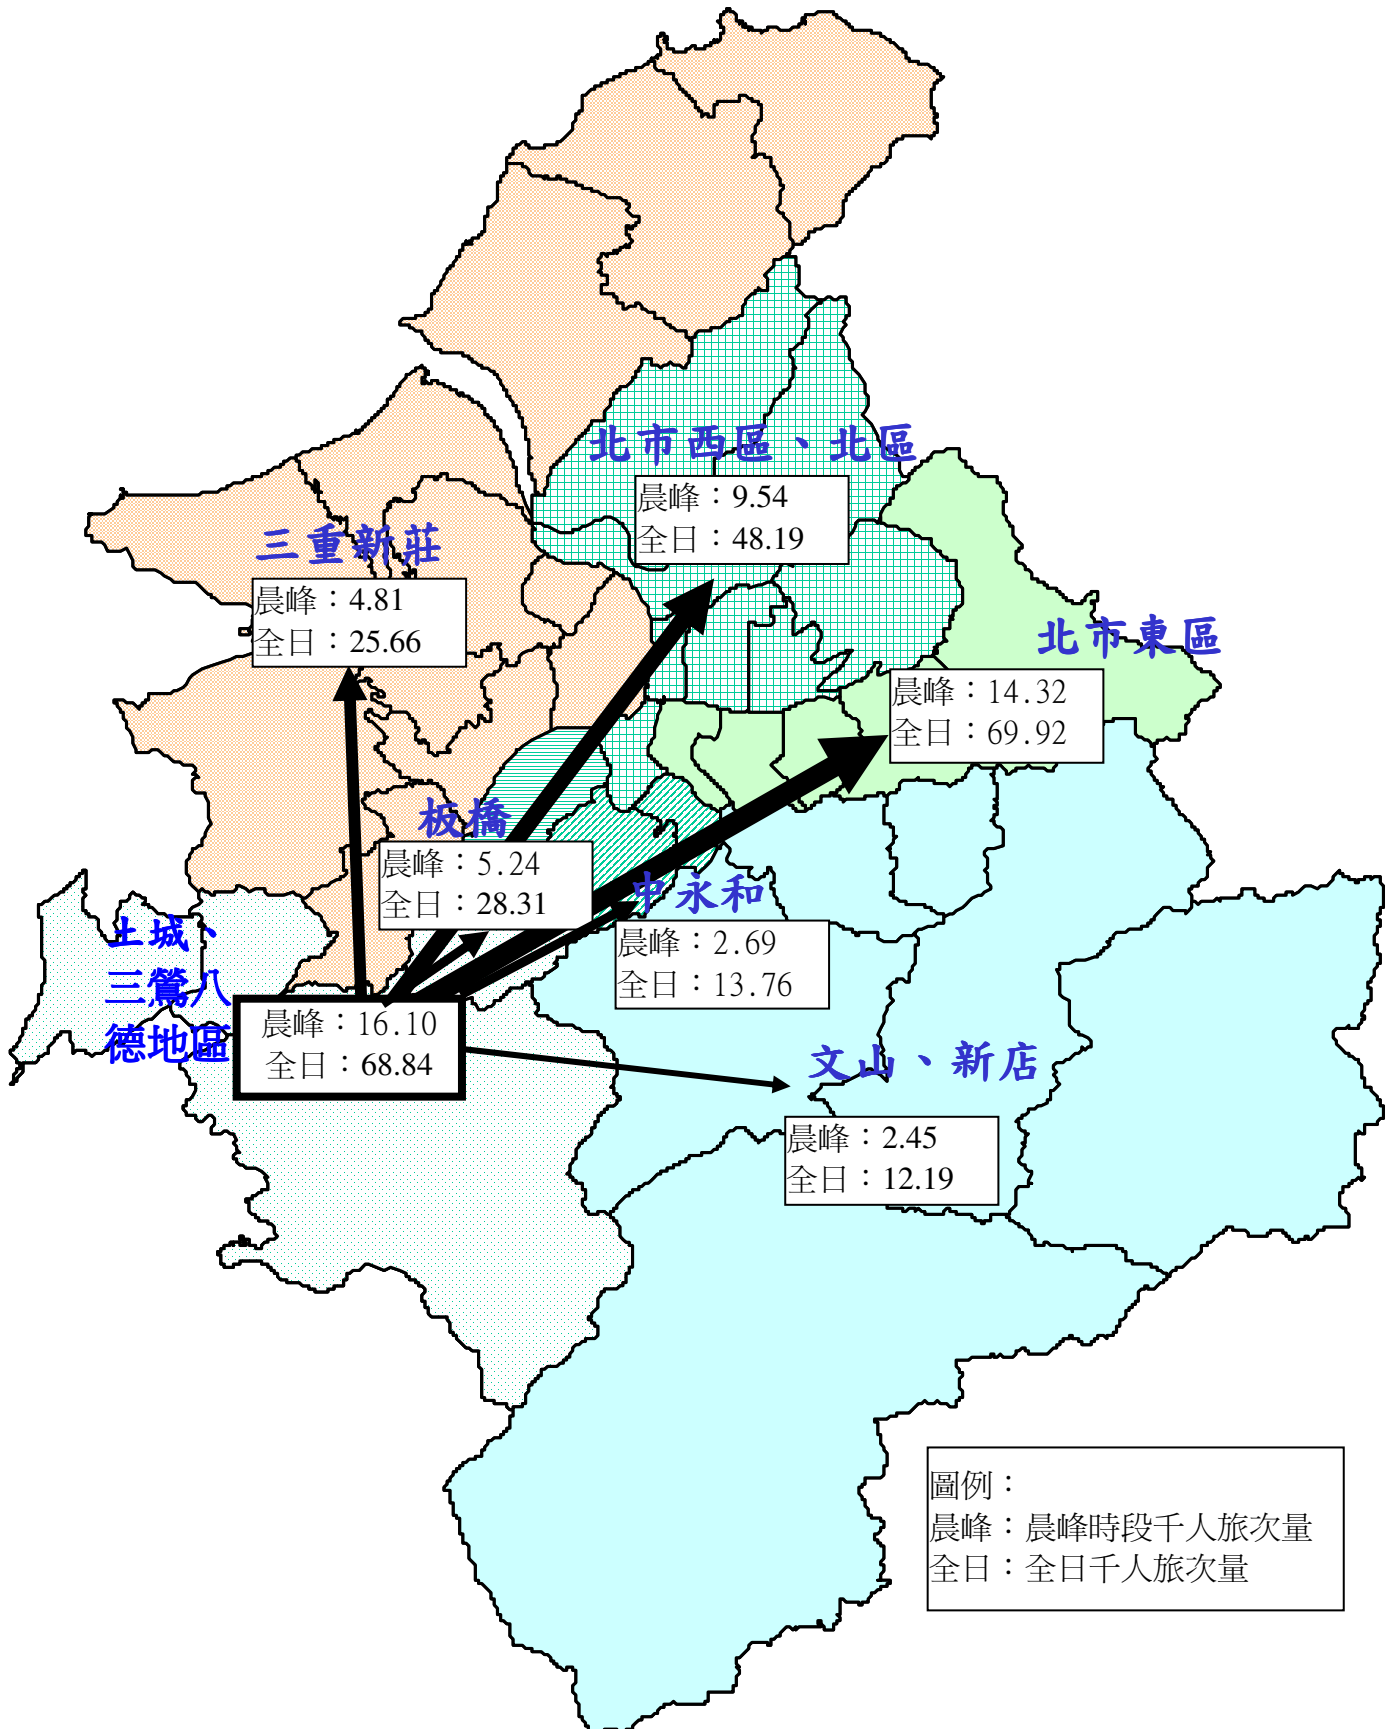 北市西區、北區
晨峰：9.54
全日：48.19
三重新莊
晨峰：4.81
全日：25.66
北市東區
晨峰：14.32
全日：69.92
板橋
晨峰：5.24
全日：28.31
中永和
晨峰：2.69
全日：13.76
土城、
三鶯八
德地區
晨峰：16.10
全日：68.84
文山、新店
晨峰：2.45
全日：12.19
圖例：
晨峰：晨峰時段千人旅次量
全日：全日千人旅次量